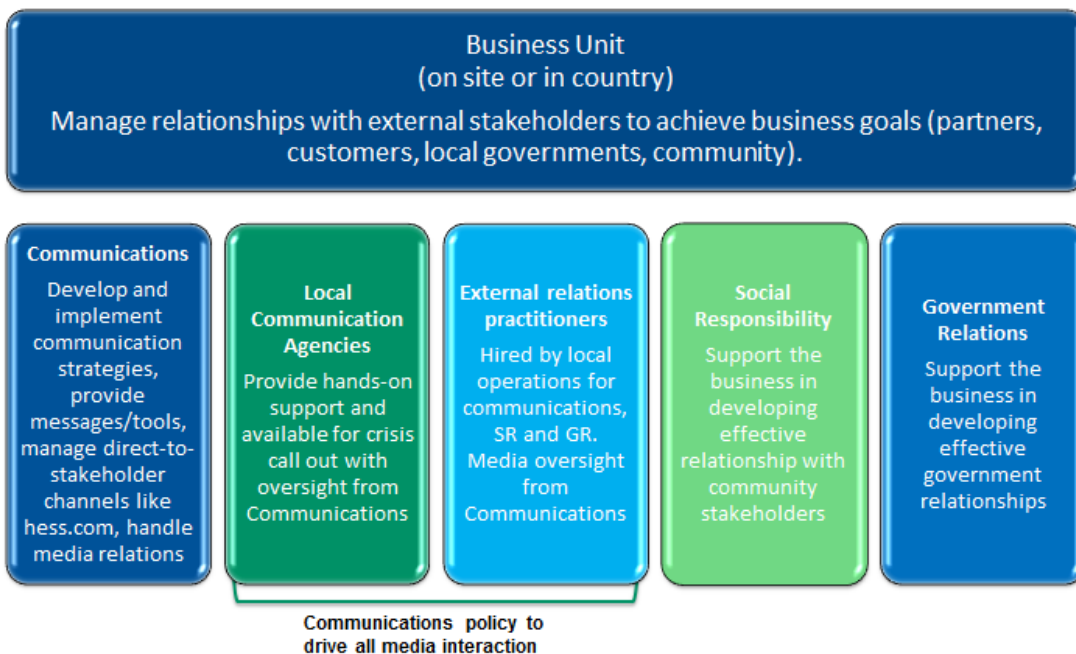 Business Unit
(on site or in country)
Manage relationships with external stakeholders to achieve business goals (partners,
customers, local governments, community).
Communications
Develop and
implement
communication
strategies,
provide
messages/tools,
manage direct-to-
stakeholder
channels like
hess.com, handle
media relations
Local
Communication
Agencies
Provide hands-on
support and
available for crisis
call out with
oversight from
Communications
External relations
practitioners
Hired by local
operations for
communications,
SR and GR.
Media oversight
from
Communications
Social
Responsibility
Support the
business in
developing
effective
relationship with
community
stakeholders
Government
Relations
Support the
business in
developing
effective
government
relationships
Communications policy to
drive all media interaction